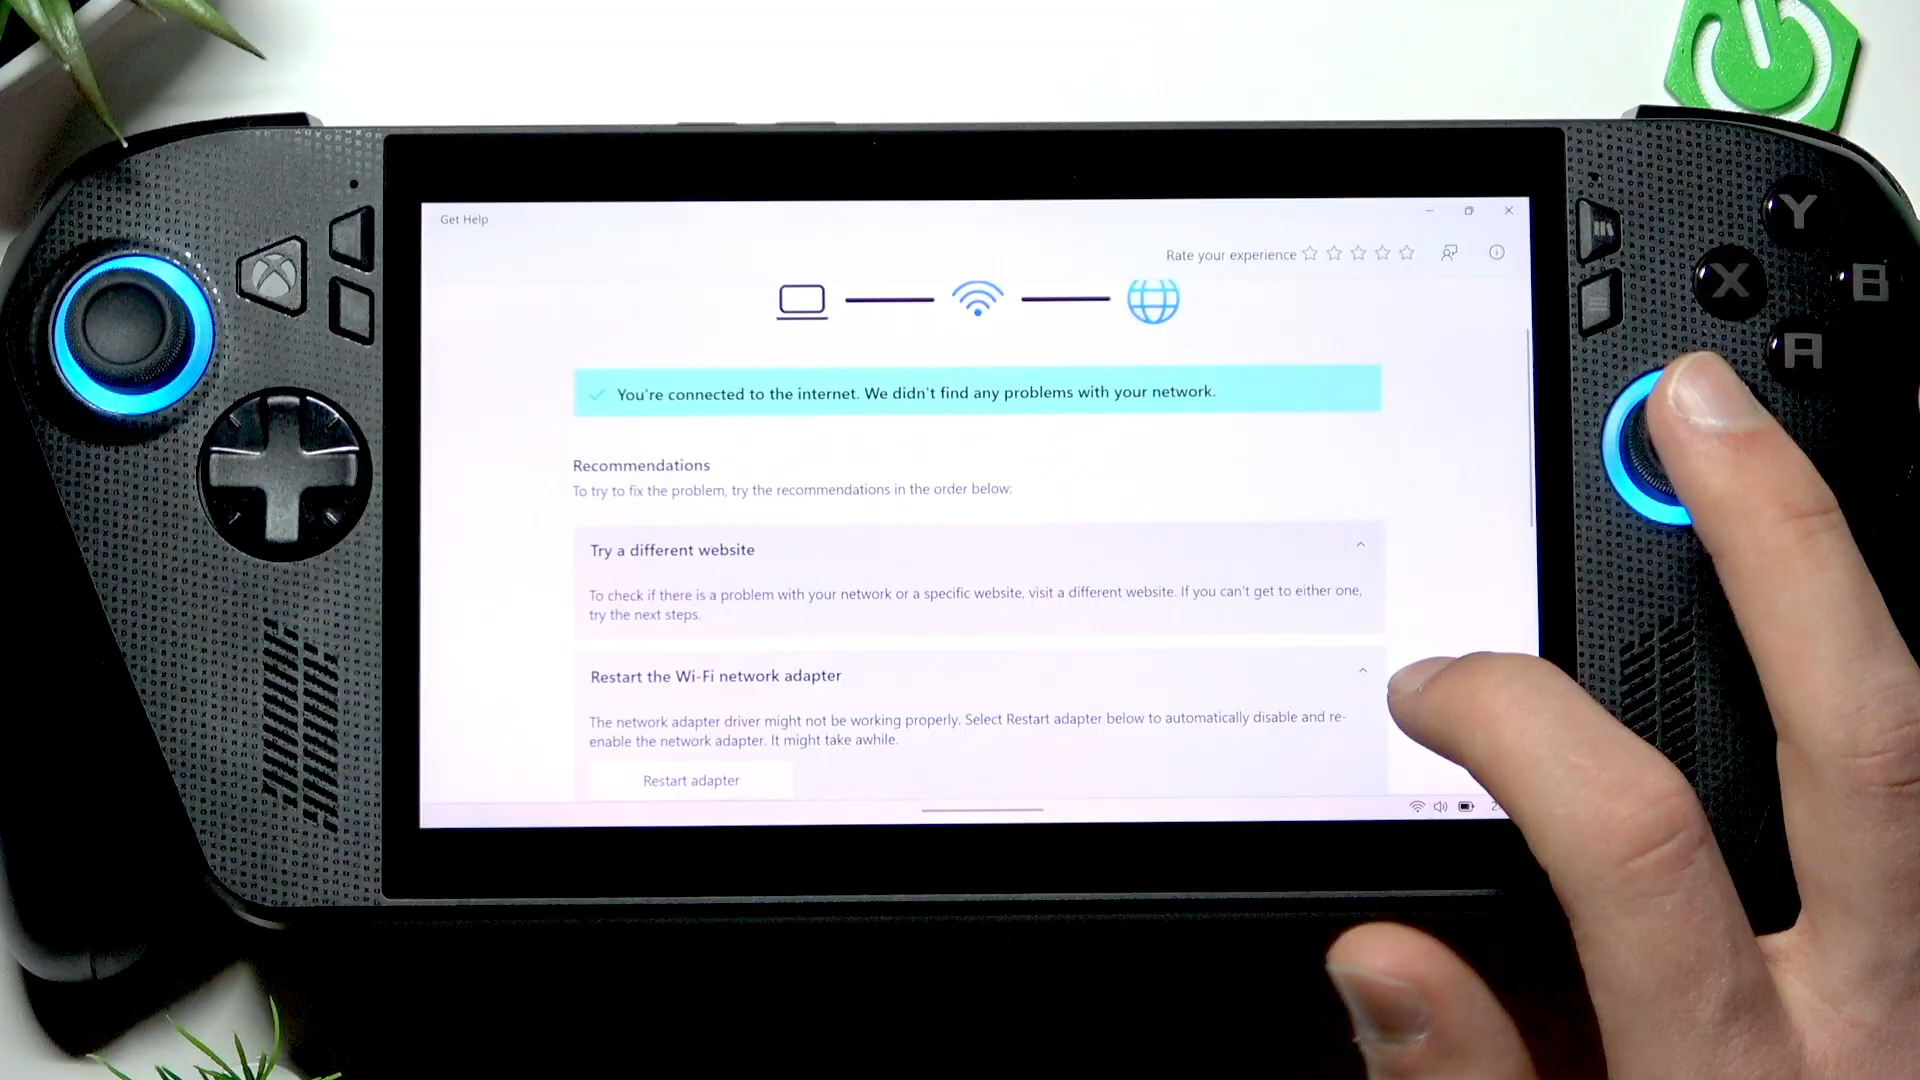 Get Help
Rate your experience
You're connected to the internet. We didn't find any problems with your network.
Recommendations
To try to fix the problem, try the recommendations in the order below:
Try a different website
To check if there is a problem with your network or a specific website, visit a different website. If you can't get to either one,
try the next steps.
Restart the Wi-Fi network adapter
The network adapter driver might not be working properly. Select Restart adapter below to automatically disable and re-
enable the network adapter. It might take awhile.
Restart adapter
Y
X
B
A